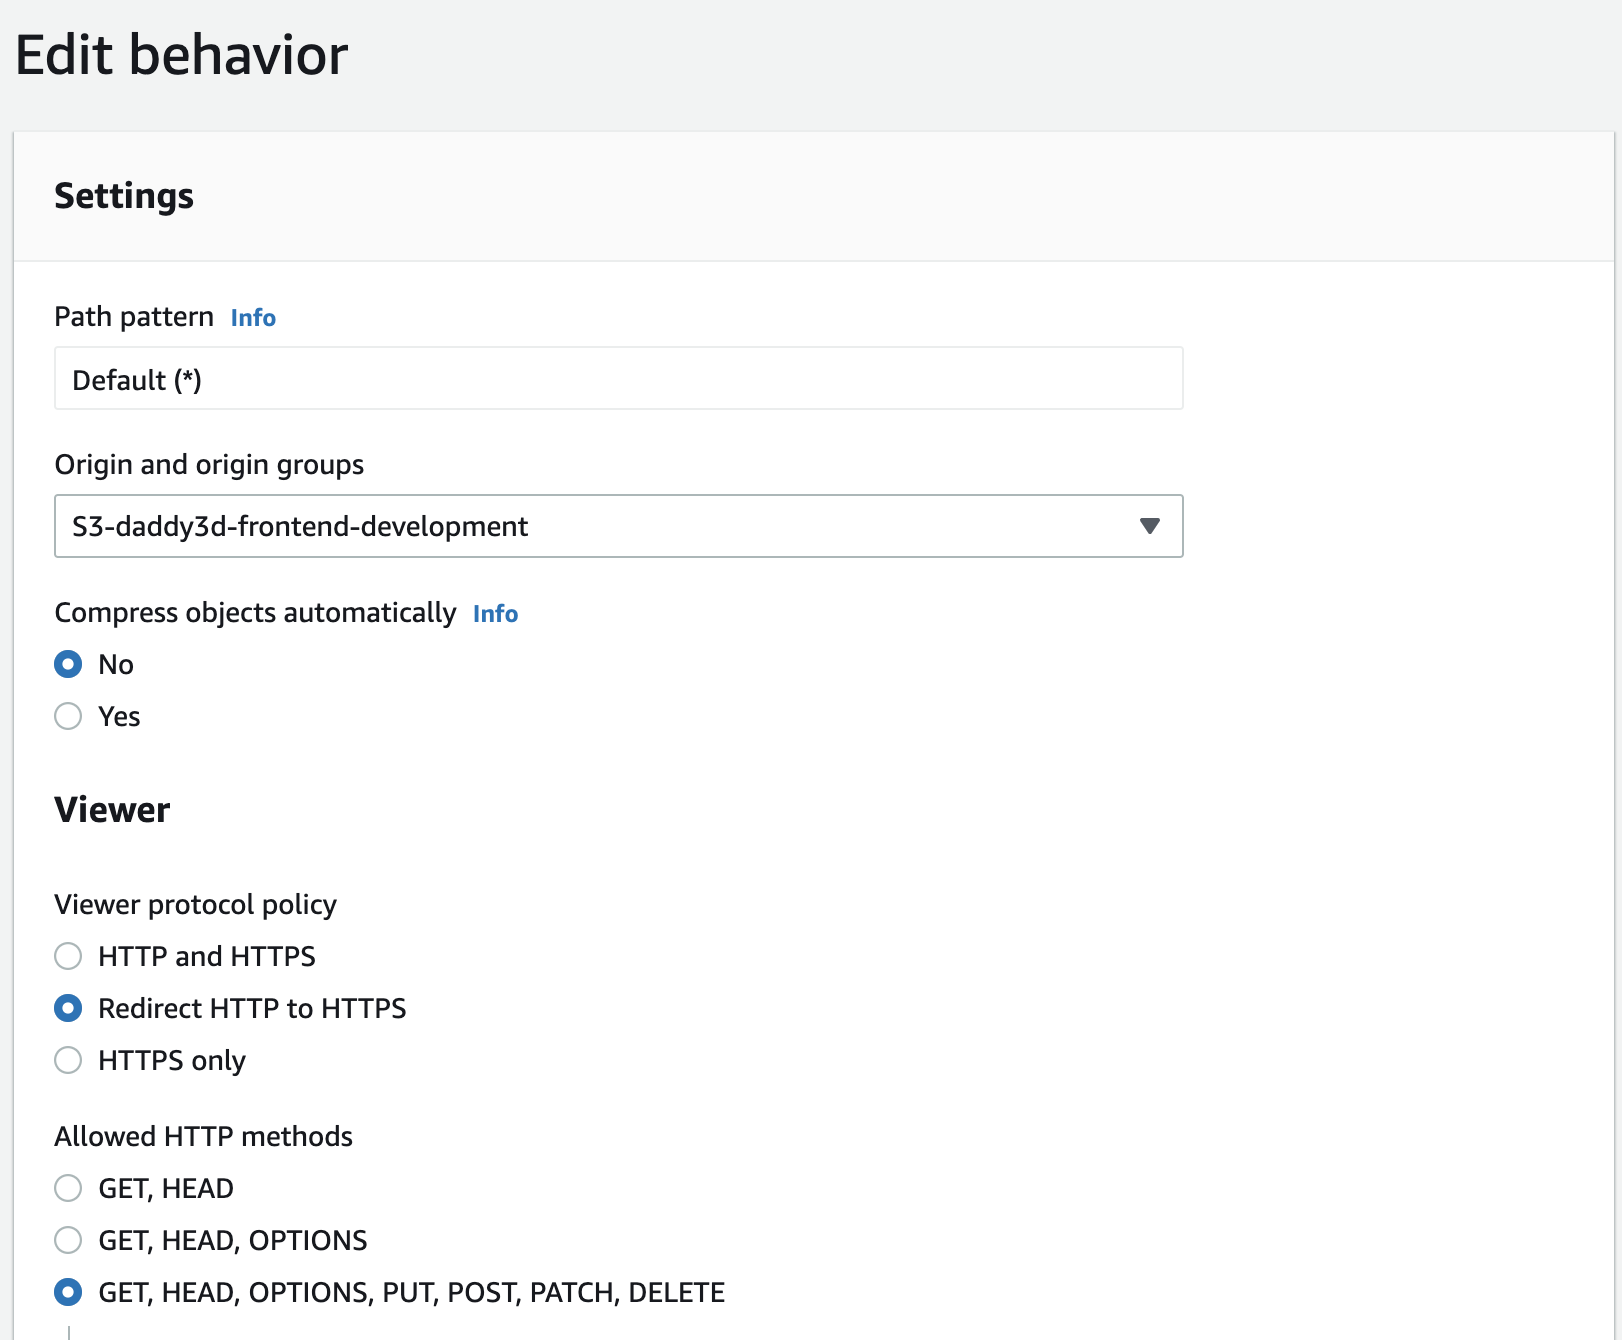 Edit behavior
Settings
Path pattern Info
Default (*)
Origin and origin groups
S3-daddy3d-frontend-development
Compress objects automatically Info
No
Yes
Viewer
Viewer protocol policy
HTTP and HTTPS
Redirect HTTP to HTTPS
HTTPS only
Allowed HTTP methods
GET, HEAD
GET, HEAD, OPTIONS
GET, HEAD, OPTIONS, PUT, POST, PATCH, DELETE